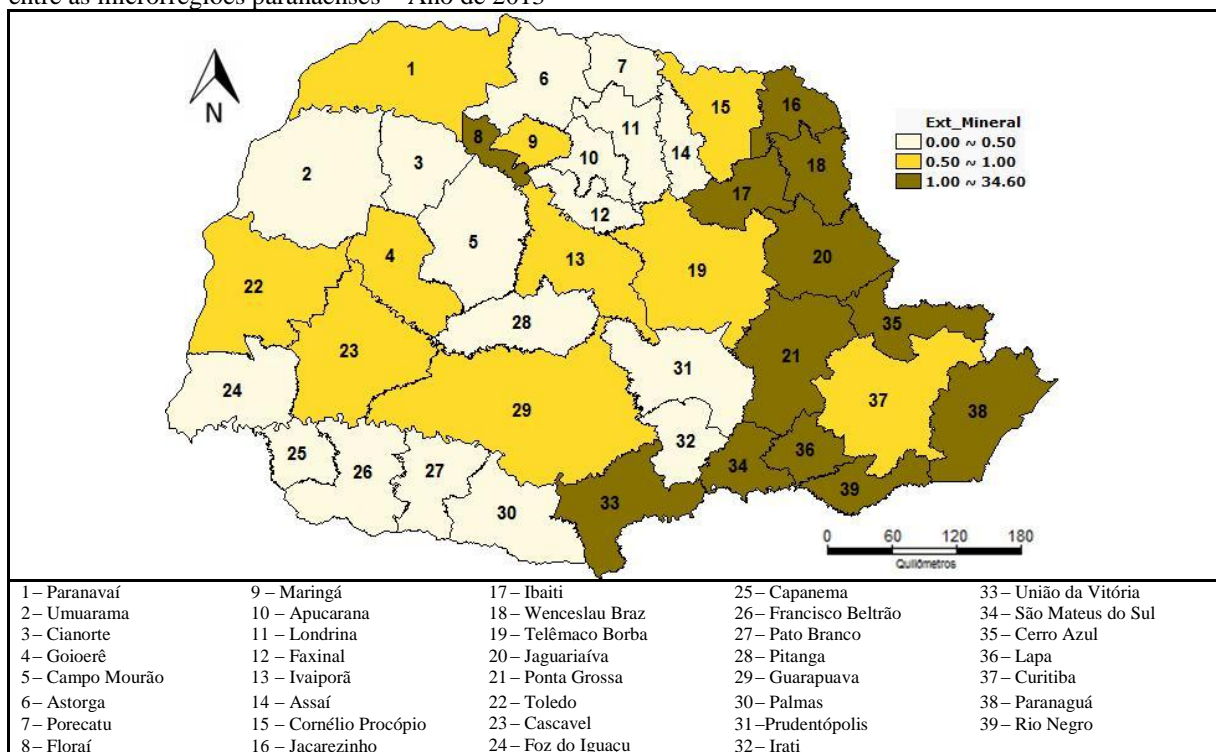 entre as microrregiões paranaenses – Ano de 2013
1
6
7
15
16
N
8
9
11
10
14
18
Ext_Mineral
0.00 ~ 0.50
0.50 ~ 1.00
1.00 ~ 34.60
2
3
17
12
5
4
13
19
20
22
28
35
23
21
31
24
29
37
38
32
25
26
27
34
36
39
33
30
0 60 120 180
Quilômetros
1– Paranavaí 9 – Maringá 17 – Ibaiti 25 – Capanema 33 – União da Vitória
2– Umuarama 10 – Apucarana 18 – Wenceslau Braz 26 – Francisco Beltrão 34 – São Mateus do Sul
3– Cianorte 11 – Londrina 19 – Telêmaco Borba 27 – Pato Branco 35 – Cerro Azul
4– Goioerê 12 – Faxinal 20 – Jaguariaíva 28 – Pitanga 36 – Lapa
5– Campo Mourão 13 – Ivaiporã 21 – Ponta Grossa 29 – Guarapuava 37 – Curitiba
6– Astorga 14 – Assaí 22 – Toledo 30 – Palmas 38 – Paranaguá
7– Porecatu 15 – Cornélio Procópio 23 – Cascavel 31 –Prudentópolis 39 – Rio Negro
8– Floraí 16 – Jacarezinho 24 – Foz do Iguaçu 32 – Irati